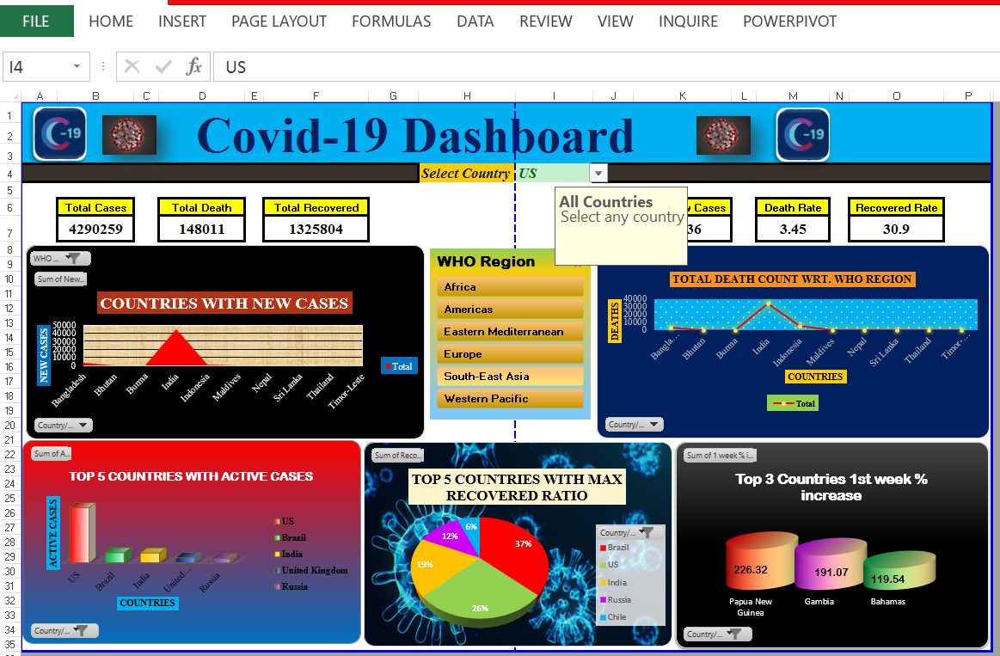 FILE HOME INSERT PAGE LAYOUT FORMULAS DATA REVIEW VIEW INQUIRE POWERPIVOT
I4 fx US
A B C D E F G H I J K L M N O P
1
2
3
4
5
6
7
8
9
10
11
12
13
14
15
16
17
18
19
20
21
22
23
24
25
26
27
28
29
30
31
32
33
34
35
C-19 Covid-19 Dashboard C-19
Select Country US
All Countries
Select any country
Total Cases Total Death Total Recovered Cases Death Rate Recovered Rate
4290259 148011 1325804 36 3.45 30.9
WHO ...
Sum of New...
COUNTRIES WITH NEW CASES
NEW CASES
50000
40000
30000
20000
10000
0
Bangladesh Bhutan Burma India Indonesia Maldives Nepal Sri Lanka Thailand Timor-Leste
Total
Country/...
WHO Region
Africa
Americas
Eastern Mediterranean
Europe
South-East Asia
Western Pacific
TOTAL DEATH COUNT WRT. WHO REGION
DEATHS
40000
30000
20000
10000
0
Bangla... Bhutan Burma India Indonesia Maldives Nepal Sri Lanka Thailand Timor-...
COUNTRIES
Total
Country/...
Sum of A...
TOP 5 COUNTRIES WITH ACTIVE CASES
ACTIVE CASES
US Brazil India United... Russia
COUNTRIES
US
Brazil
India
United Kingdom
Russia
Country/...
Sum of Reco...
TOP 5 COUNTRIES WITH MAX
RECOVERED RATIO
37%
26%
19%
12%
6%
Country/...
Brazil
US
India
Russia
Chile
Sum of 1 week % i...
Top 3 Countries 1st week %
increase
226.32 191.07 119.54
Papua New
Guinea
Gambia Bahamas
Country/...